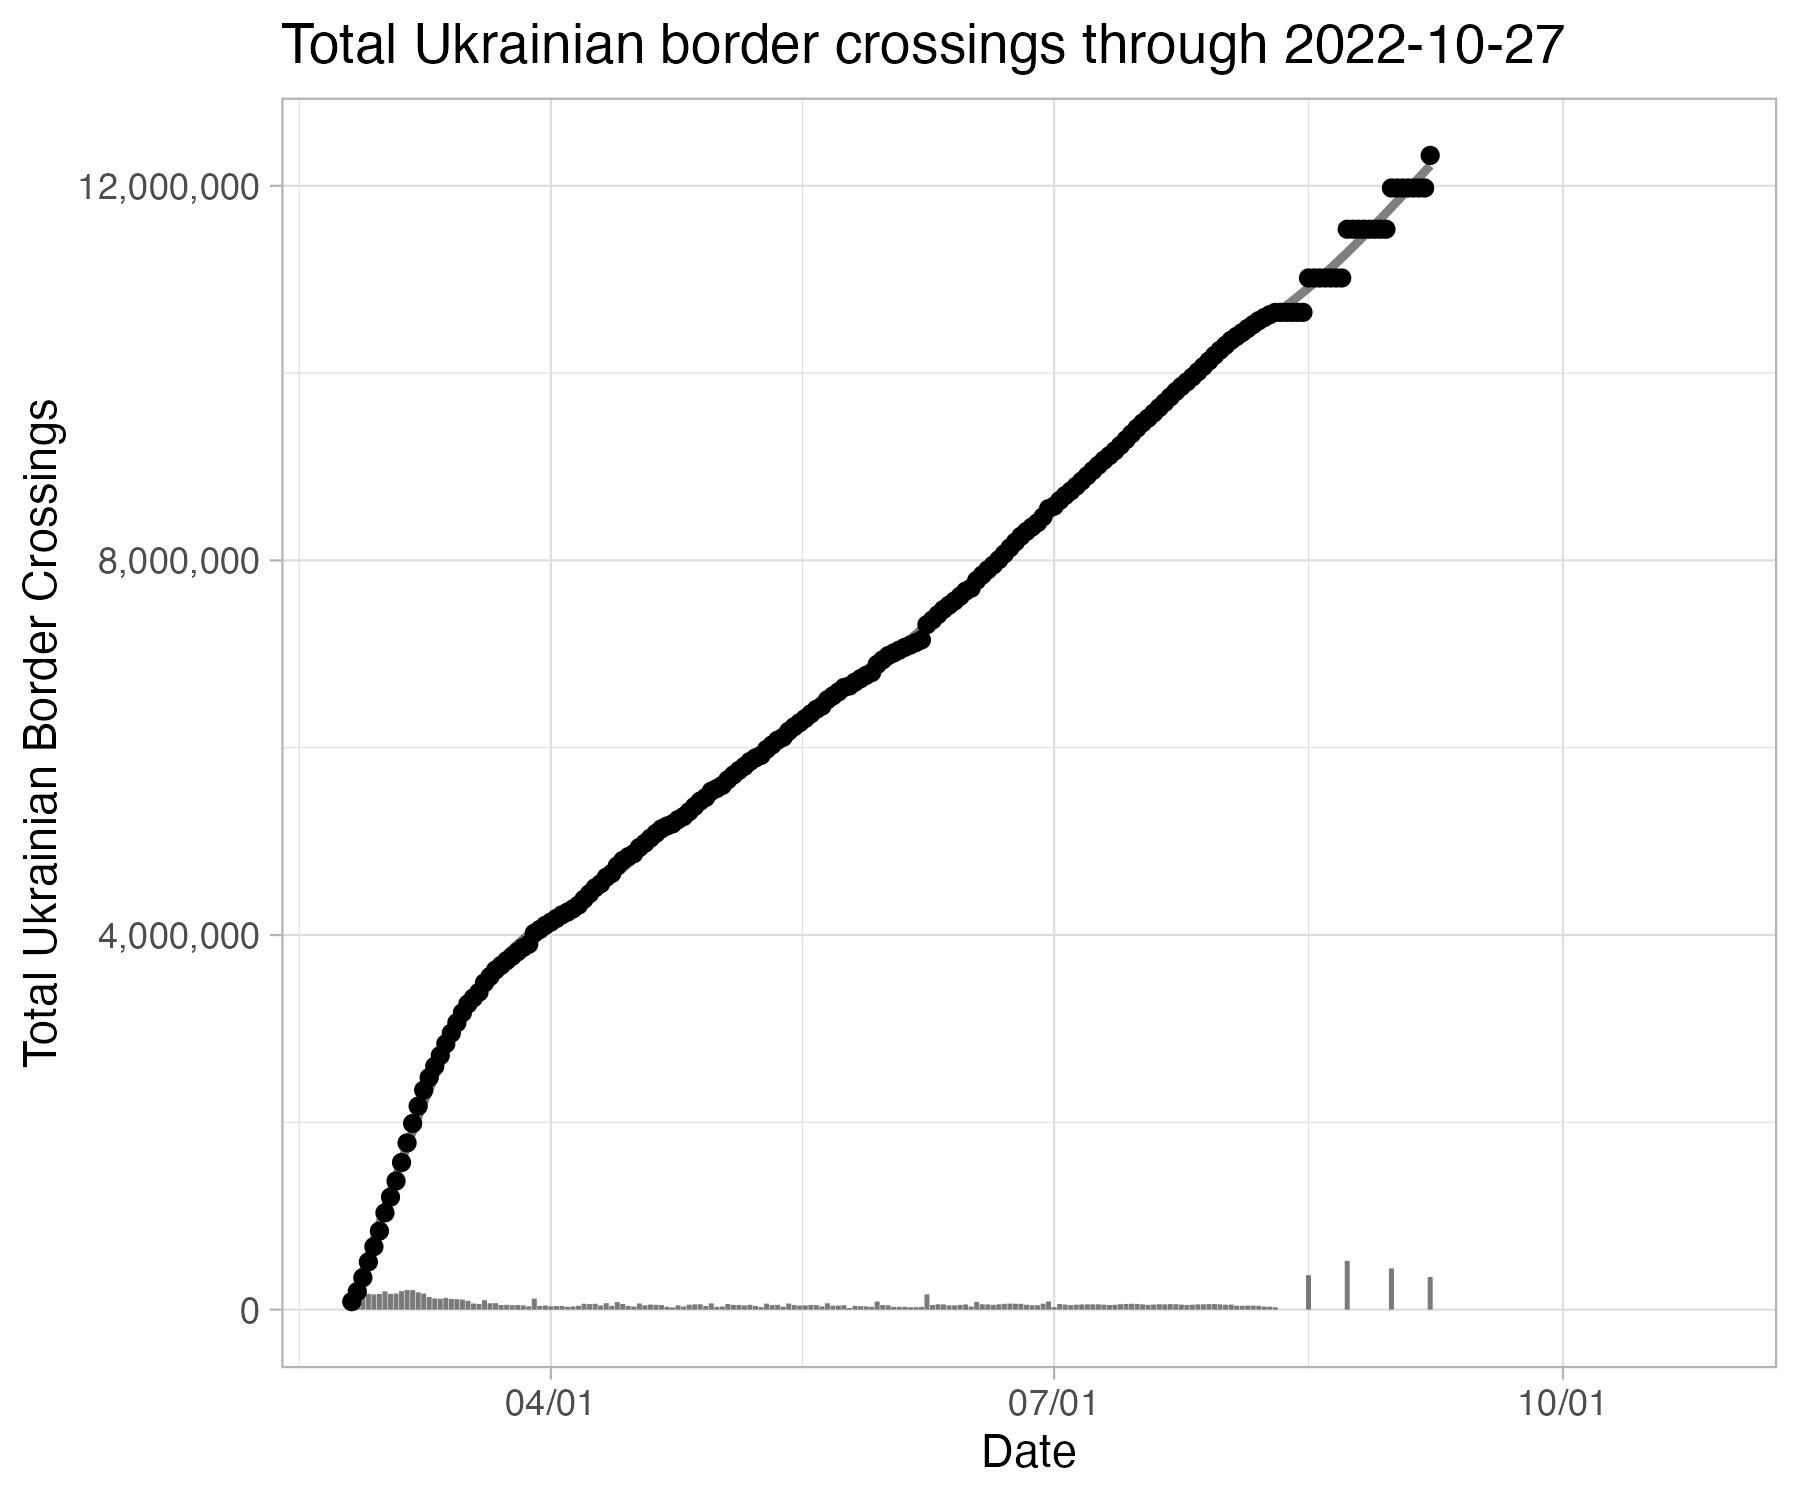 Total Ukrainian border crossings through 2022-10-27
Total Ukrainian Border Crossings
12,000,000
8,000,000
4,000,000
0
04/01
07/01
10/01
Date